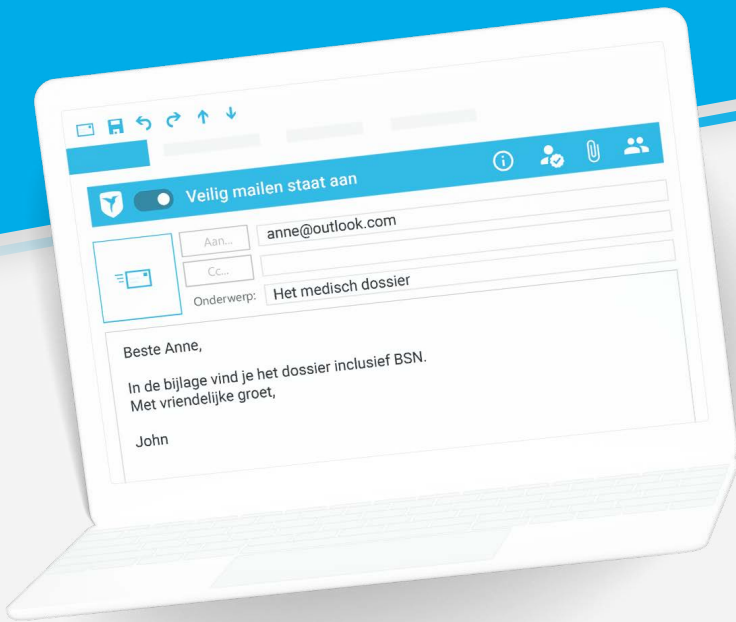 Veilig mailen staat aan
Aan...
anne@outlook.com
Cc...
Onderwerp:
Het medisch dossier
Beste Anne,
In de bijlage vind je het dossier inclusief BSN.
Met vriendelijke groet,
John